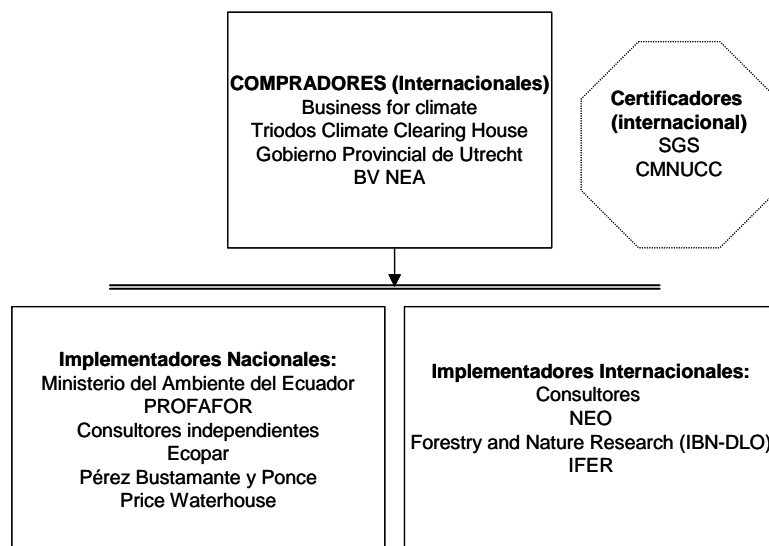 COMPRADORES (Internacionales)
Business for climate
Triodos Climate Clearing House
Gobierno Provincial de Utrecht
BV NEA
Certificadores
(internacional)
SGS
CMNUCC
Implementadores Nacionales:
Ministerio del Ambiente del Ecuador
PROFAFOR
Consultores independientes
Ecopar
Pérez Bustamante y Ponce
Price Waterhouse
Implementadores Internacionales:
Consultores
NEO
Forestry and Nature Research (IBN-DLO)
IFER